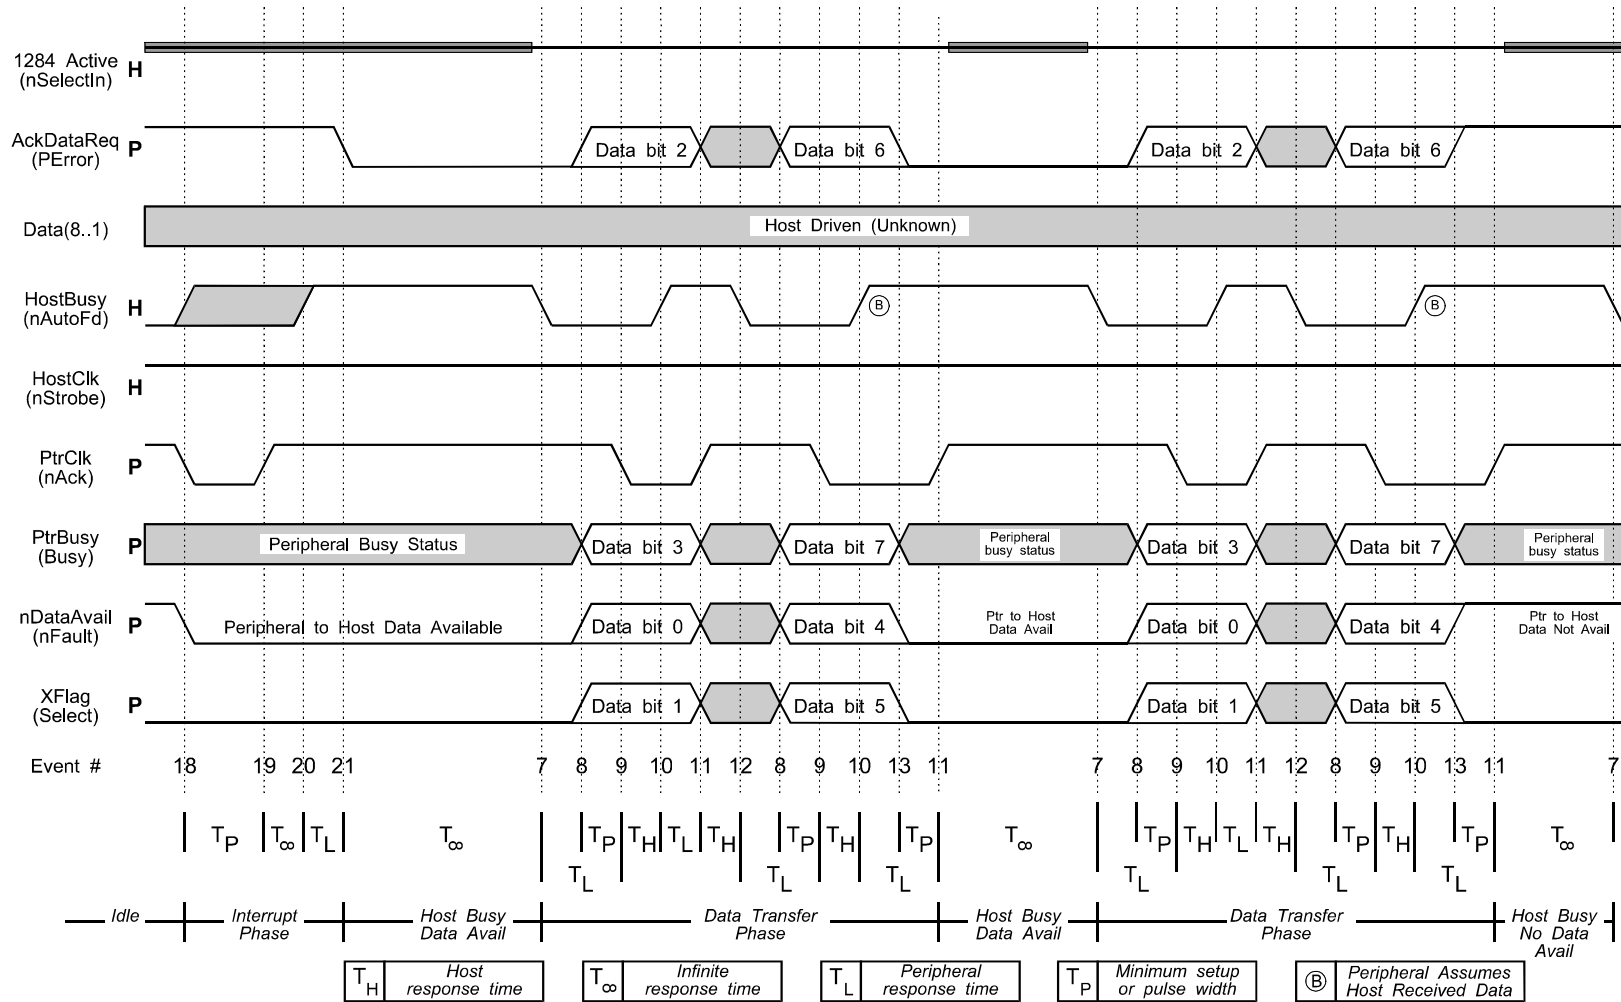 1284 Active
(nSelectIn)
H
AckDataReq
(PError)
P
Data bit 2
Data bit 6
Data bit 2
Data bit 6
Data(8..1)
Host Driven (Unknown)
HostBusy
(nAutoFd)
H
B
B
HostClk
(nStrobe)
H
PtrClk
(nAck)
P
PtrBusy
(Busy)
P
Peripheral Busy Status
Data bit 3
Data bit 7
Peripheral
busy status
Data bit 3
Data bit 7
Peripheral
busy status
nDataAvail
(nFault)
P
Peripheral to Host Data Available
Data bit 0
Data bit 4
Ptr to Host
Data Avail
Data bit 0
Data bit 4
Ptr to Host
Data Not Avail
XFlag
(Select)
P
Data bit 1
Data bit 5
Data bit 1
Data bit 5
Event # 18 19 20 21 7 8 9 10 11 12 8 9 10 13 11 7 8 9 10 11 12 8 9 10 13 11 7
TP T∞ TL T∞ TP TH TL TH TP TH TP T∞ TP TH TL TH TP TH TP T∞
TL TL TL TL TL TL
Idle
Interrupt
Phase
Host Busy
Data Avail
Data Transfer
Phase
Host Busy
Data Avail
Data Transfer
Phase
Host Busy
No Data
Avail
TH Host
response time
T∞ Infinite
response time
TL Peripheral
response time
TP Minimum setup
or pulse width
B Peripheral Assumes
Host Received Data